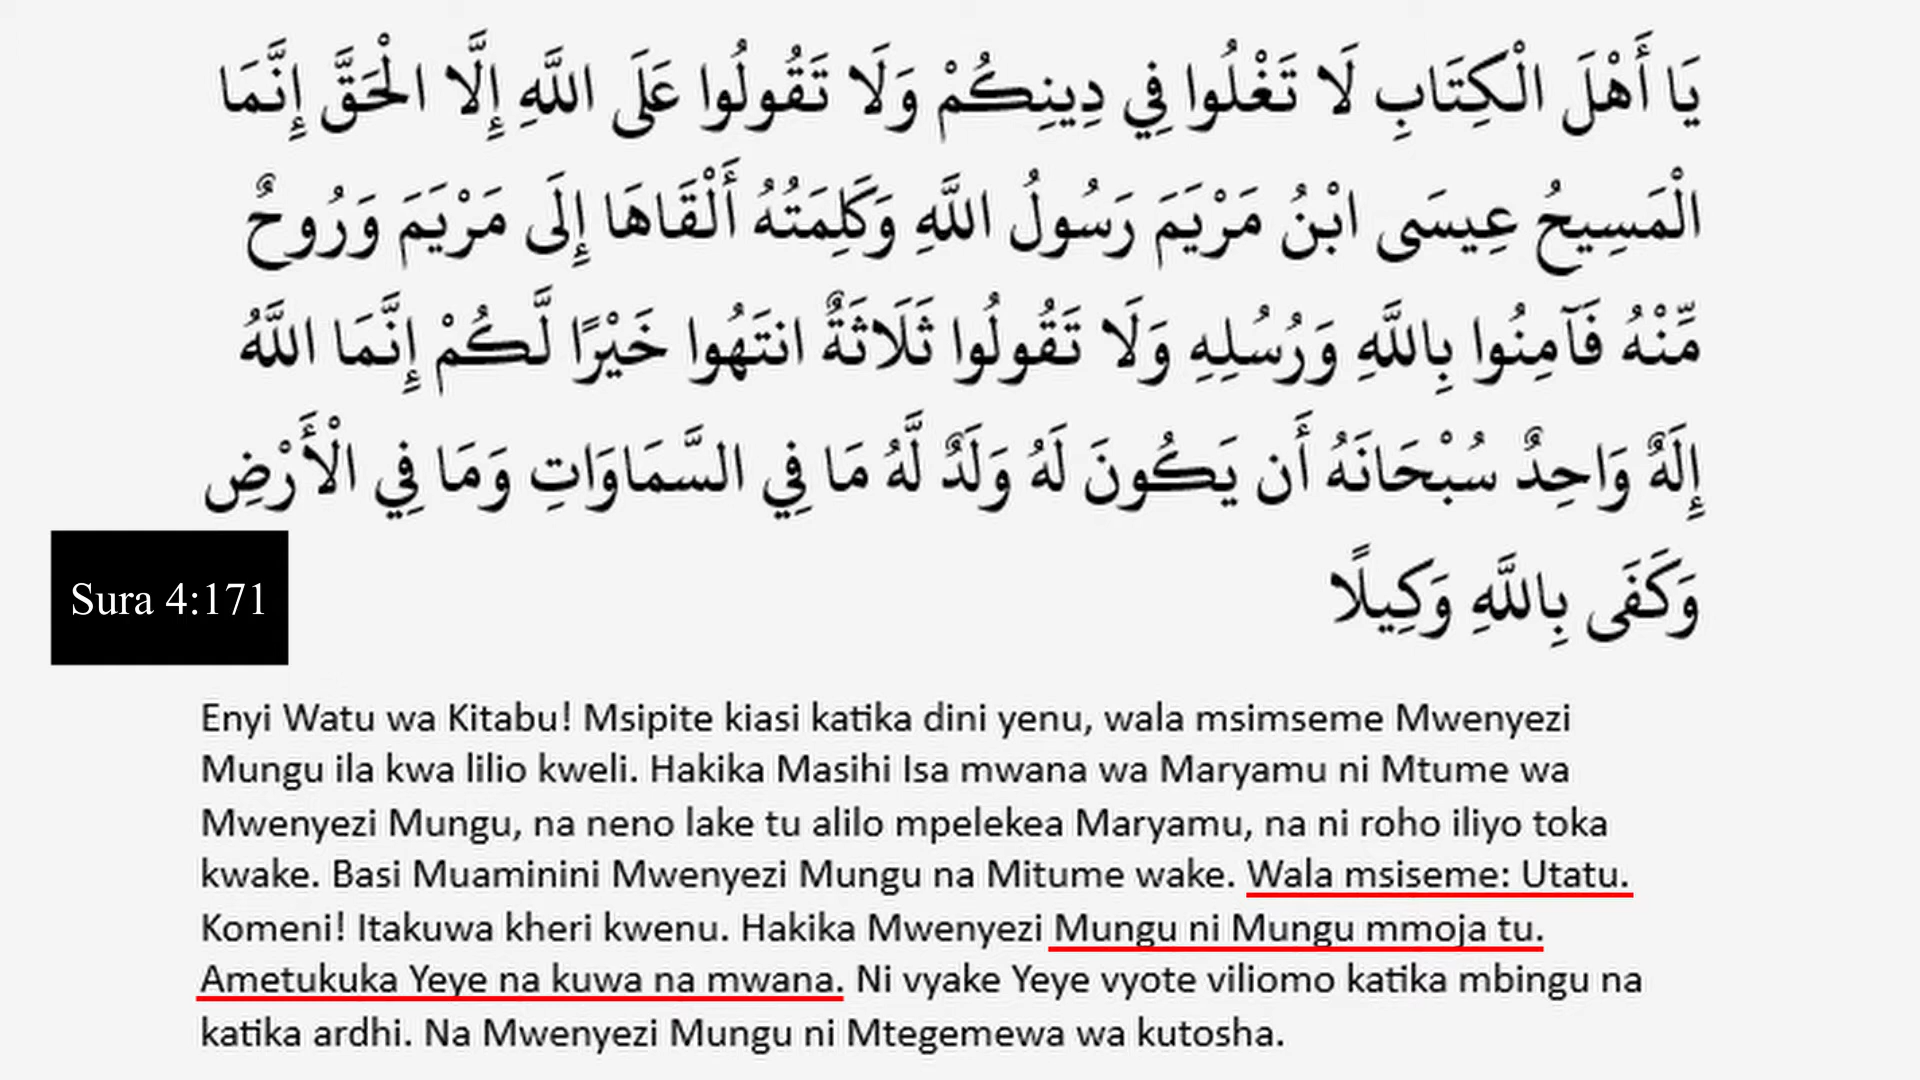 يَا أَهْلَ الْكِتَابِ لَا تَغْلُوا فِي دِينِكُمْ وَلَا تَقُولُوا عَلَى اللَّهِ إِلَّا الْحَقَّ إِنَّمَا
الْمَسِيحُ عِيسَى ابْنُ مَرْيَمَ رَسُولُ اللَّهِ وَكَلِمَتُهُ أَلْقَاهَا إِلَى مَرْيَمَ وَرُوحٌ
مِّنْهُ فَآمِنُوا بِاللَّهِ وَرُسُلِهِ وَلَا تَقُولُوا ثَلَاثَةٌ انتَهُوا خَيْرًا لَّكُمْ إِنَّمَا اللَّهُ
إِلَهٌ وَاحِدٌ سُبْحَانَهُ أَن يَكُونَ لَهُ وَلَدٌ لَّهُ مَا فِي السَّمَاوَاتِ وَمَا فِي الْأَرْضِ
وَكَفَى بِاللَّهِ وَكِيلًا
Sura 4:171
Enyi Watu wa Kitabu! Msipite kiasi katika dini yenu, wala msimseme Mwenyezi
Mungu ila kwa lilio kweli. Hakika Masihi Isa mwana wa Maryamu ni Mtume wa
Mwenyezi Mungu, na neno lake tu alilo mpelekea Maryamu, na ni roho iliyo toka
kwake. Basi Muaminini Mwenyezi Mungu na Mitume wake. Wala msiseme: Utatu.
Komeni! Itakuwa kheri kwenu. Hakika Mwenyezi Mungu ni Mungu mmoja tu.
Ametukuka Yeye na kuwa na mwana. Ni vyake Yeye vyote viliomo katika mbingu na
katika ardhi. Na Mwenyezi Mungu ni Mtegemewa wa kutosha.